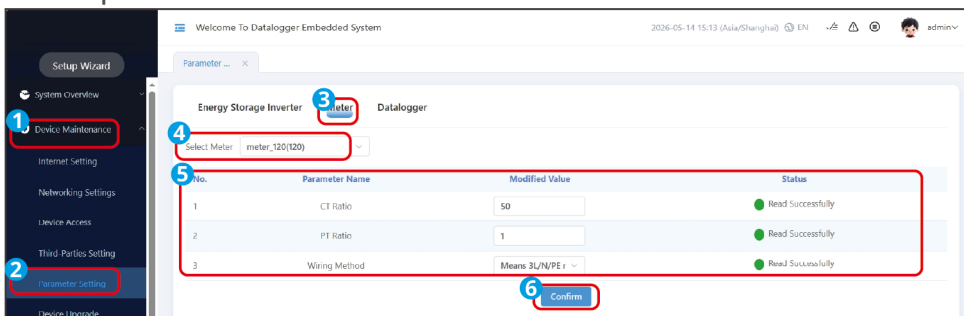 Welcome To Datalogger Embedded System
2026-05-14 15:13 (Asia/Shanghai) EN
admin
Setup Wizard
Parameter ... ×
System Overview
Energy Storage Inverter Meter Datalogger
3
1
Device Maintenance
4
Select Meter meter_120(120)
Internet Setting
5
No. Parameter Name Modified Value Status
Networking Settings
1 CT Ratio 50 Read Successfully
Device Access
2 PT Ratio 1 Read Successfully
Third-Parties Setting
2
3 Wiring Method Means 3L/N/PE Read Successfully
Parameter Setting
6
Confirm
Device Upgrade